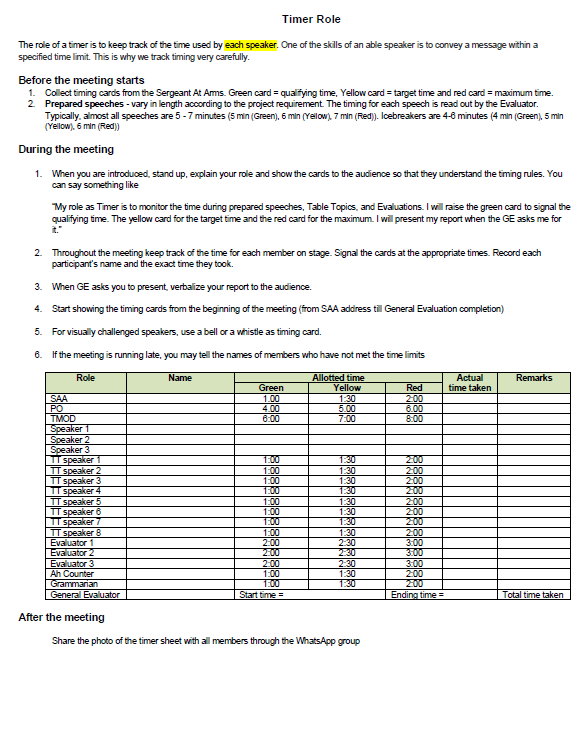 Timer Role
The role of a timer is to keep track of the time used by each speaker. One of the skills of an able speaker is to convey a message within a
specified time limit. This is why we track timing very carefully.
Before the meeting starts
1. Collect timing cards from the Sergeant At Arms. Green card = qualifying time, Yellow card = target time and red card = maximum time.
2. Prepared speeches - vary in length according to the project requirement. The timing for each speech is read out by the Evaluator.
Typically, almost all speeches are 5 - 7 minutes (5 min (Green), 6 min (Yellow), 7 min (Red)). Icebreakers are 4-6 minutes (4 min (Green), 5 min
(Yellow), 6 min (Red))
During the meeting
1. When you are introduced, stand up, explain your role and show the cards to the audience so that they understand the timing rules. You
can say something like
"My role as Timer is to monitor the time during prepared speeches, Table Topics, and Evaluations. I will raise the green card to signal the
qualifying time. The yellow card for the target time and the red card for the maximum. I will present my report when the GE asks me for
it."
2. Throughout the meeting keep track of the time for each member on stage. Signal the cards at the appropriate times. Record each
participant's name and the exact time they took.
3. When GE asks you to present, verbalize your report to the audience.
4. Start showing the timing cards from the beginning of the meeting (from SAA address till General Evaluation completion)
5. For visually challenged speakers, use a bell or a whistle as timing card.
6. If the meeting is running late, you may tell the names of members who have not met the time limits
Role Name Allotted time Actual Remarks
Green Yellow Red time taken
SAA 1.00 1:30 2:00
PO 4.00 5.00 6.00
TMOD 6:00 7:00 8:00
Speaker 1
Speaker 2
Speaker 3
TT speaker 1 1:00 1:30 2:00
TT speaker 2 1:00 1:30 2:00
TT speaker 3 1:00 1:30 2:00
TT speaker 4 1:00 1:30 2:00
TT speaker 5 1:00 1:30 2:00
TT speaker 6 1:00 1:30 2:00
TT speaker 7 1:00 1:30 2:00
TT speaker 8 1:00 1:30 2:00
Evaluator 1 2:00 2:30 3:00
Evaluator 2 2:00 2:30 3:00
Evaluator 3 2:00 2:30 3:00
Ah Counter 1:00 1:30 2:00
Grammarian 1:00 1:30 2:00
General Evaluator Start time = Ending time = Total time taken
After the meeting
Share the photo of the timer sheet with all members through the WhatsApp group